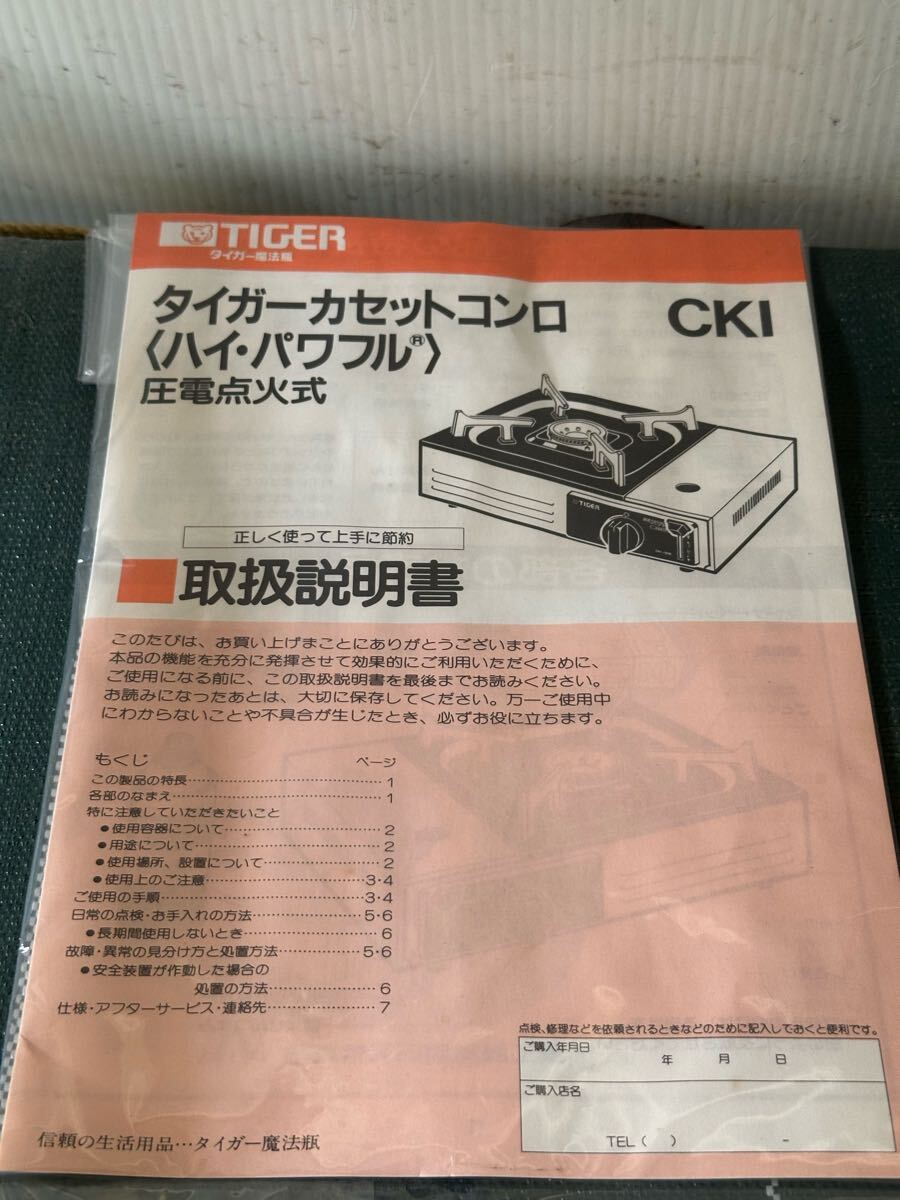 TIGER
タイガー魔法瓶
タイガーカセットコンロ CKI
〈ハイ・パワフル®〉
圧電点火式
TIGER
正しく使って上手に節約
取扱説明書
このたびは、お買い上げまことにありがとうございます。
本品の機能を充分に発揮させて効果的にご利用いただくために、
ご使用になる前に、この取扱説明書を最後までお読みください。
お読みになったあとは、大切に保存してください。万一ご使用中
にわからないことや不具合が生じたとき、必ずお役に立ちます。
もくじ ページ
この製品の特長……………………………1
各部のなまえ………………………………1
特に注意していただきたいこと
●使用容器について……………………2
●用途について…………………………2
●使用場所、設置について……………2
●使用上のご注意……………………3・4
ご使用の手順……………………………3・4
日常の点検・お手入れの方法…………5・6
●長期間使用しないとき………………6
故障・異常の見分け方と処置方法……5・6
●安全装置が作動した場合の
処置の方法……………6
仕様・アフターサービス・連絡先…………7
点検、修理などを依頼されるときなどのために記入しておくと便利です。
ご購入年月日
年 月 日
ご購入店名
TEL ( ) -
信頼の生活用品…タイガー魔法瓶